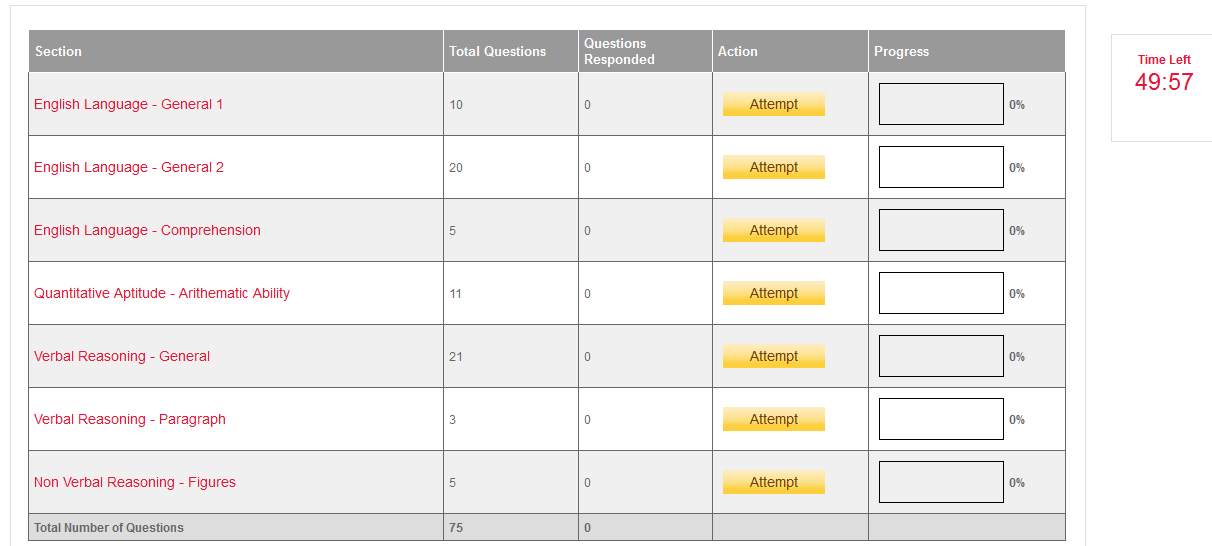 Section Total Questions Questions Responded Action Progress
English Language - General 1 10 0 Attempt 0%
English Language - General 2 20 0 Attempt 0%
English Language - Comprehension 5 0 Attempt 0%
Quantitative Aptitude - Arithematic Ability 11 0 Attempt 0%
Verbal Reasoning - General 21 0 Attempt 0%
Verbal Reasoning - Paragraph 3 0 Attempt 0%
Non Verbal Reasoning - Figures 5 0 Attempt 0%
Total Number of Questions 75 0
Time Left
49:57